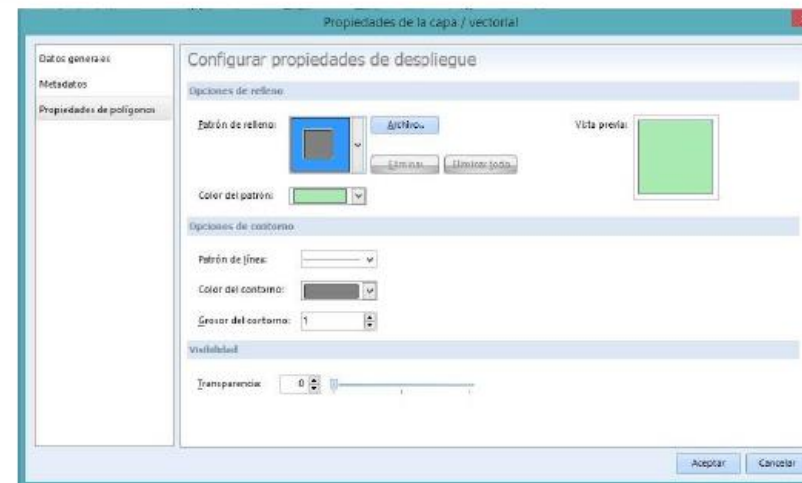 Propiedades de la capa / vectorial
Datos generales
Metadatos
Propiedades de polígonos
Configurar propiedades de despliegue
Opciones de relleno
Patrón de relleno:
Archivo...
Vista previa:
Eliminar
Eliminar todo
Color del patrón:
Opciones de contorno
Patrón de línea:
Color del contorno:
Grosor del contorno: 1
Visibilidad
Transparencia: 0
Aceptar
Cancelar